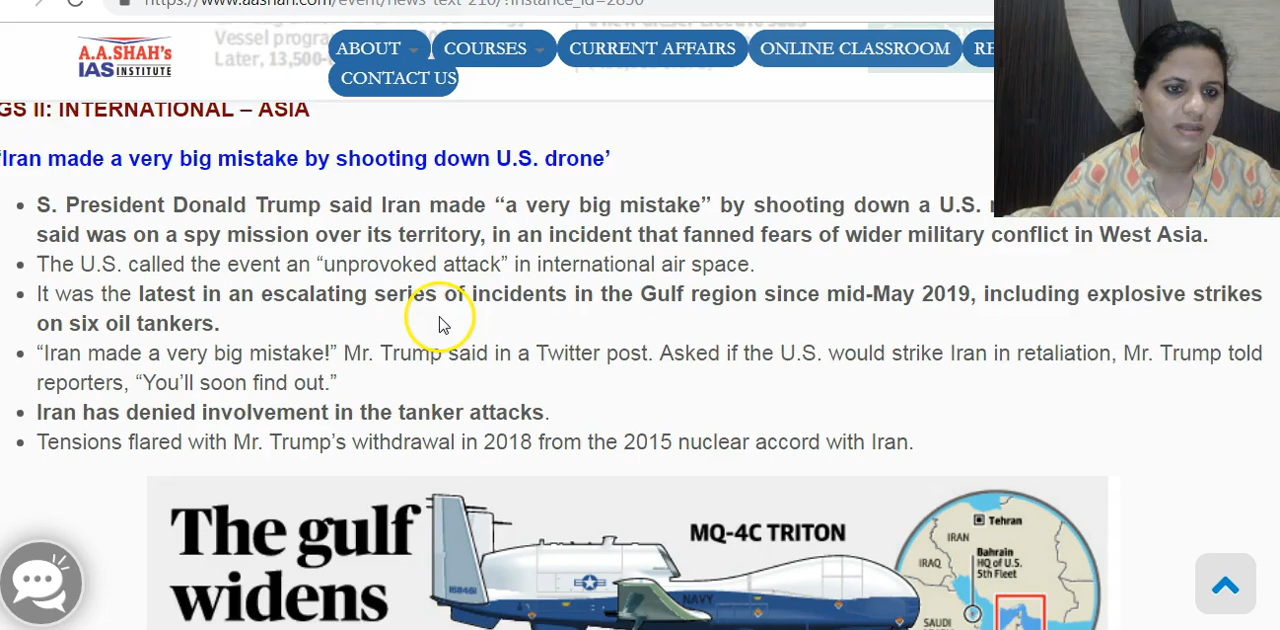 https://www.aashah.com/event/news-text-210/?instance_id=2850
A.A.SHAH's
IAS INSTITUTE
Vessel progra
Later, 13,500-
ABOUT
COURSES
CURRENT AFFAIRS
ONLINE CLASSROOM
RE
CONTACT US
GS II: INTERNATIONAL – ASIA
'Iran made a very big mistake by shooting down U.S. drone'
S. President Donald Trump said Iran made “a very big mistake” by shooting down a U.S.
said was on a spy mission over its territory, in an incident that fanned fears of wider military conflict in West Asia.
The U.S. called the event an “unprovoked attack” in international air space.
It was the latest in an escalating series of incidents in the Gulf region since mid-May 2019, including explosive strikes
on six oil tankers.
“Iran made a very big mistake!” Mr. Trump said in a Twitter post. Asked if the U.S. would strike Iran in retaliation, Mr. Trump told
reporters, “You’ll soon find out.”
Iran has denied involvement in the tanker attacks.
Tensions flared with Mr. Trump’s withdrawal in 2018 from the 2015 nuclear accord with Iran.
The gulf
widens
MQ-4C TRITON
168461
NAVY
Tehran
IRAN
IRAQ
Bahrain
HQ of U.S.
5th Fleet
SAUDI